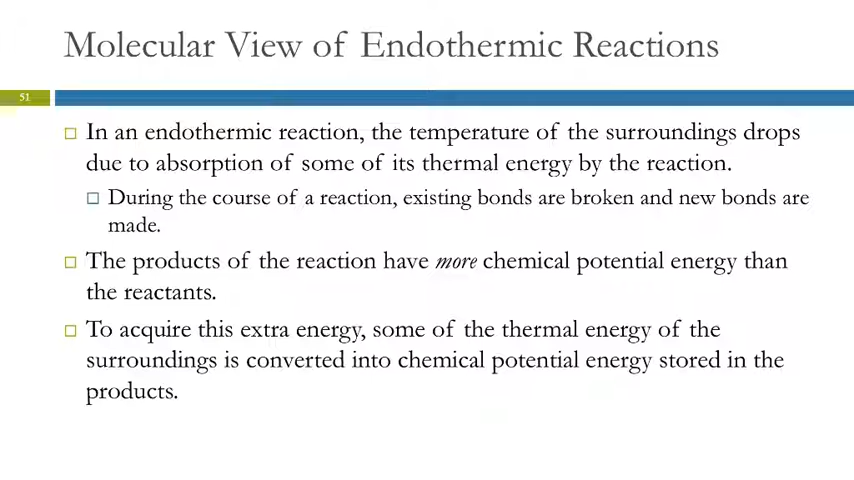 Molecular View of Endothermic Reactions
51
In an endothermic reaction, the temperature of the surroundings drops
due to absorption of some of its thermal energy by the reaction.
During the course of a reaction, existing bonds are broken and new bonds are
made.
The products of the reaction have more chemical potential energy than
the reactants.
To acquire this extra energy, some of the thermal energy of the
surroundings is converted into chemical potential energy stored in the
products.